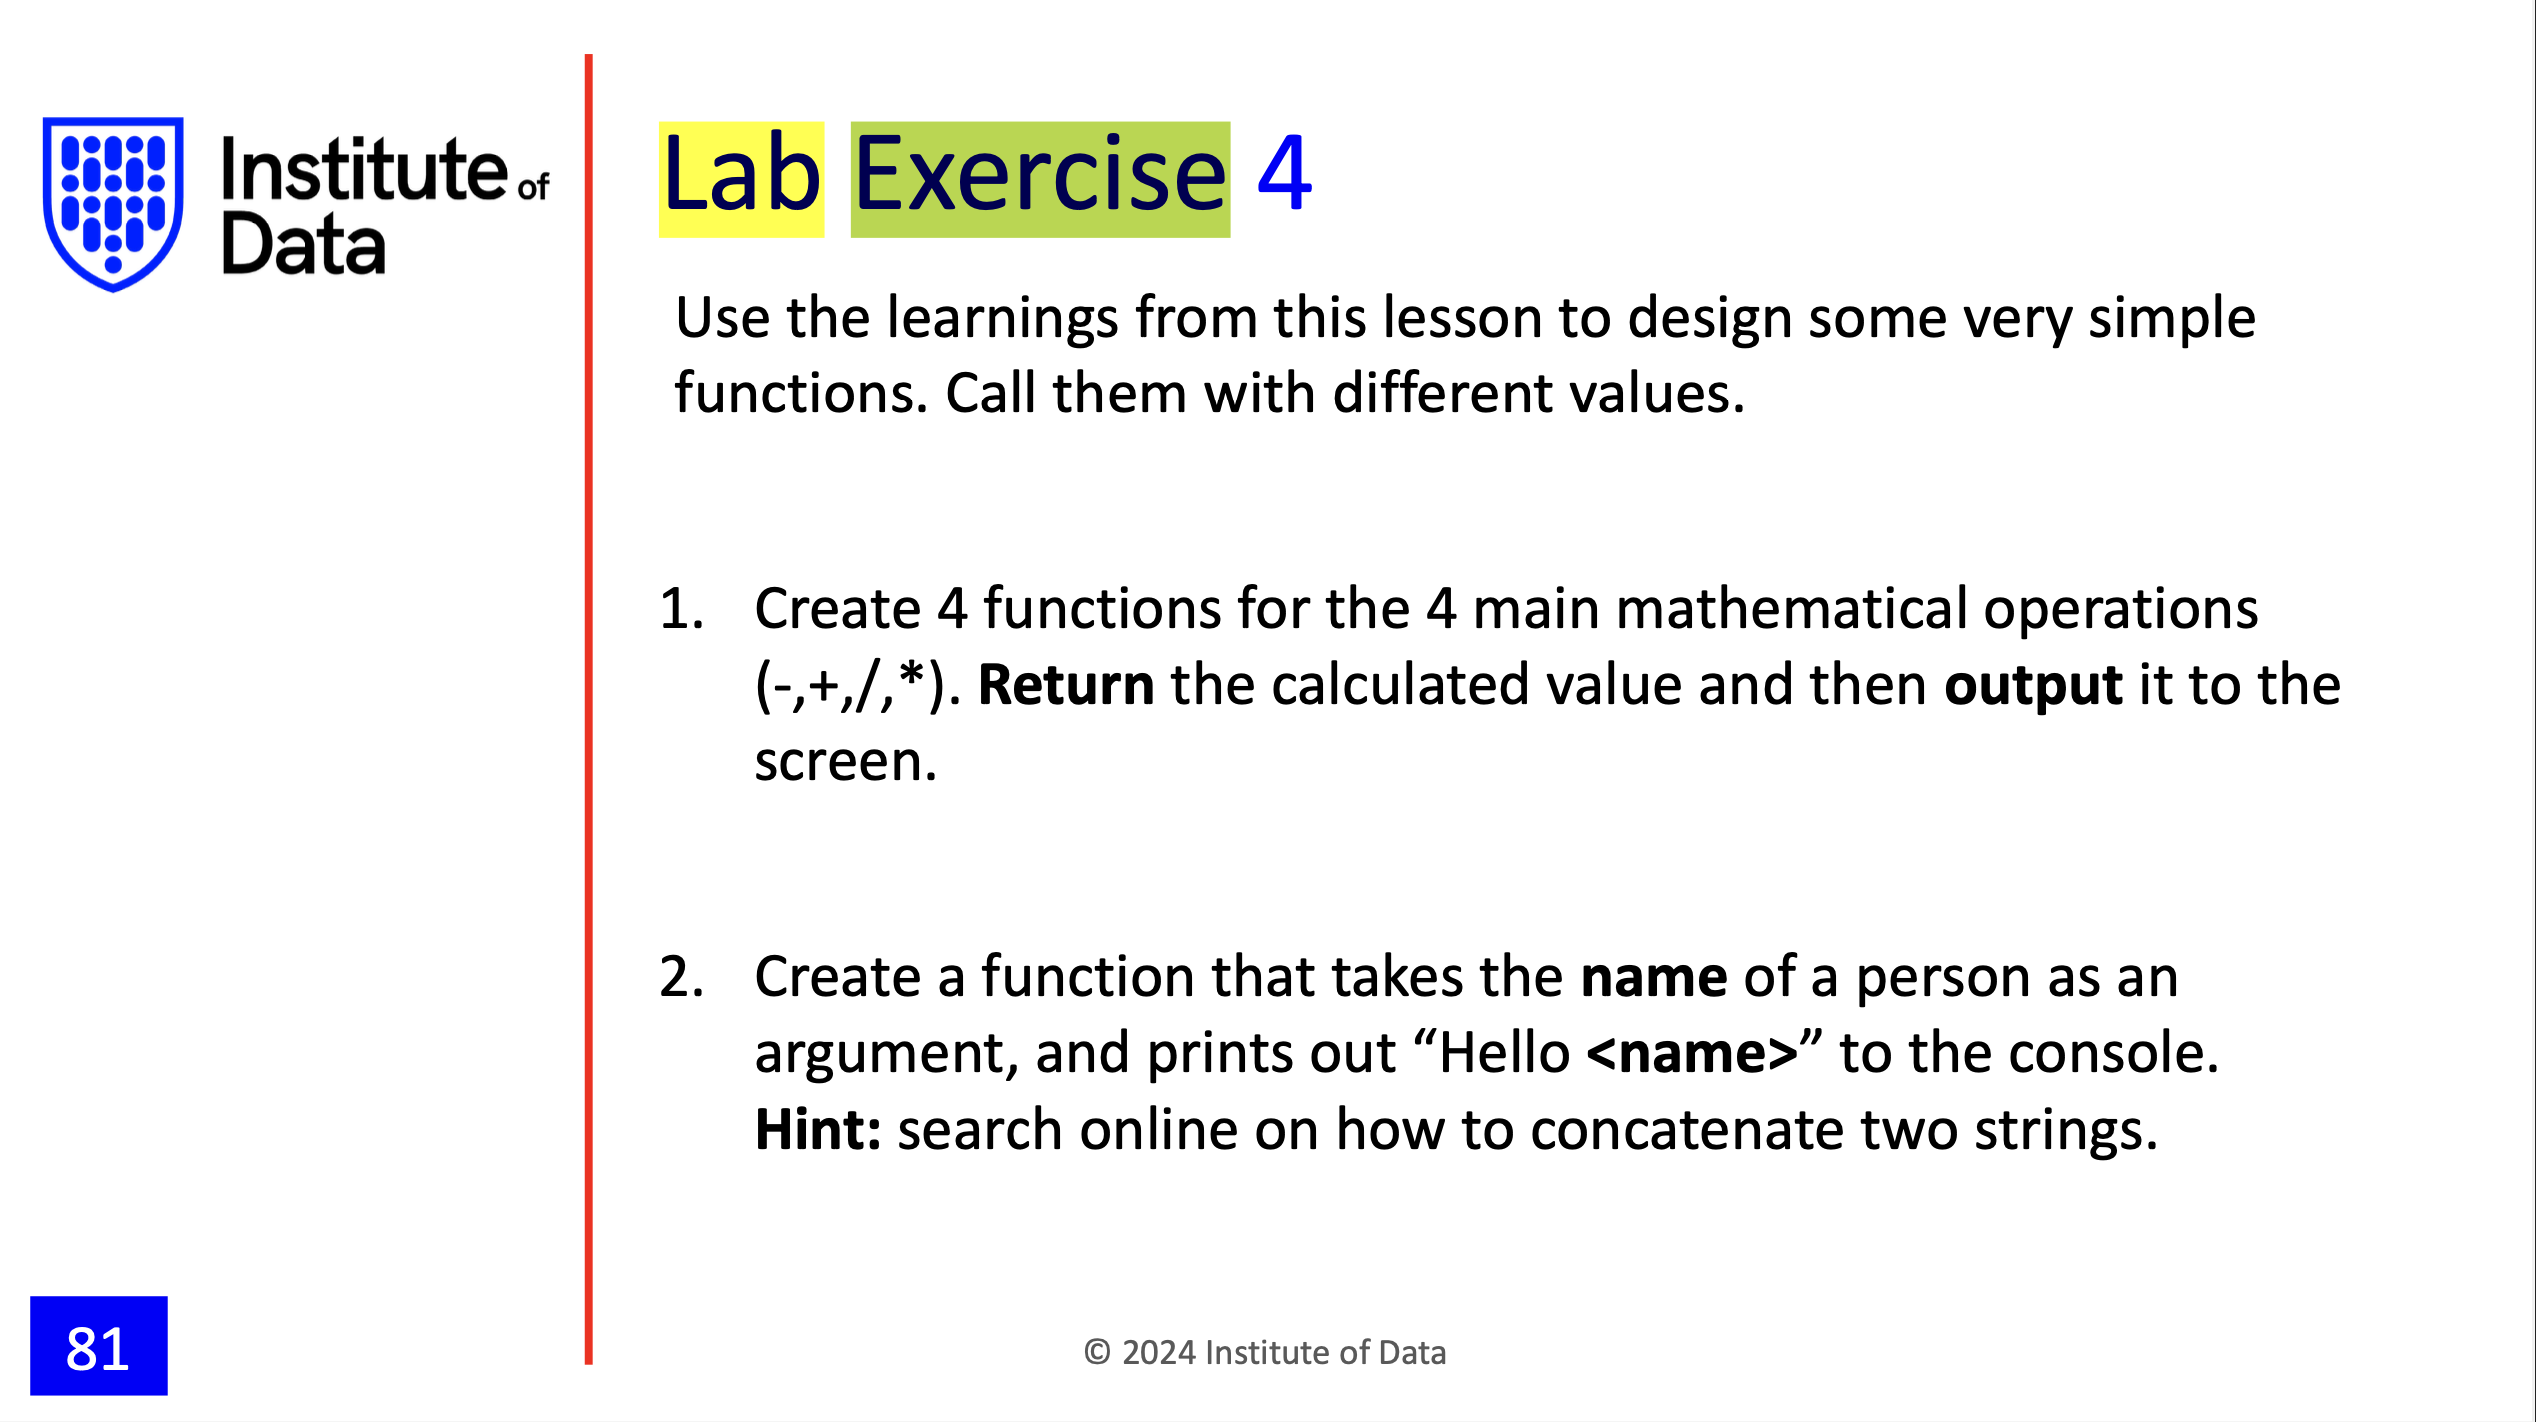 Institute of
Data
Lab Exercise 4
Use the learnings from this lesson to design some very simple
functions. Call them with different values.
1. Create 4 functions for the 4 main mathematical operations
(-,+,/,*). Return the calculated value and then output it to the
screen.
2. Create a function that takes the name of a person as an
argument, and prints out “Hello <name>” to the console.
Hint: search online on how to concatenate two strings.
81
© 2024 Institute of Data